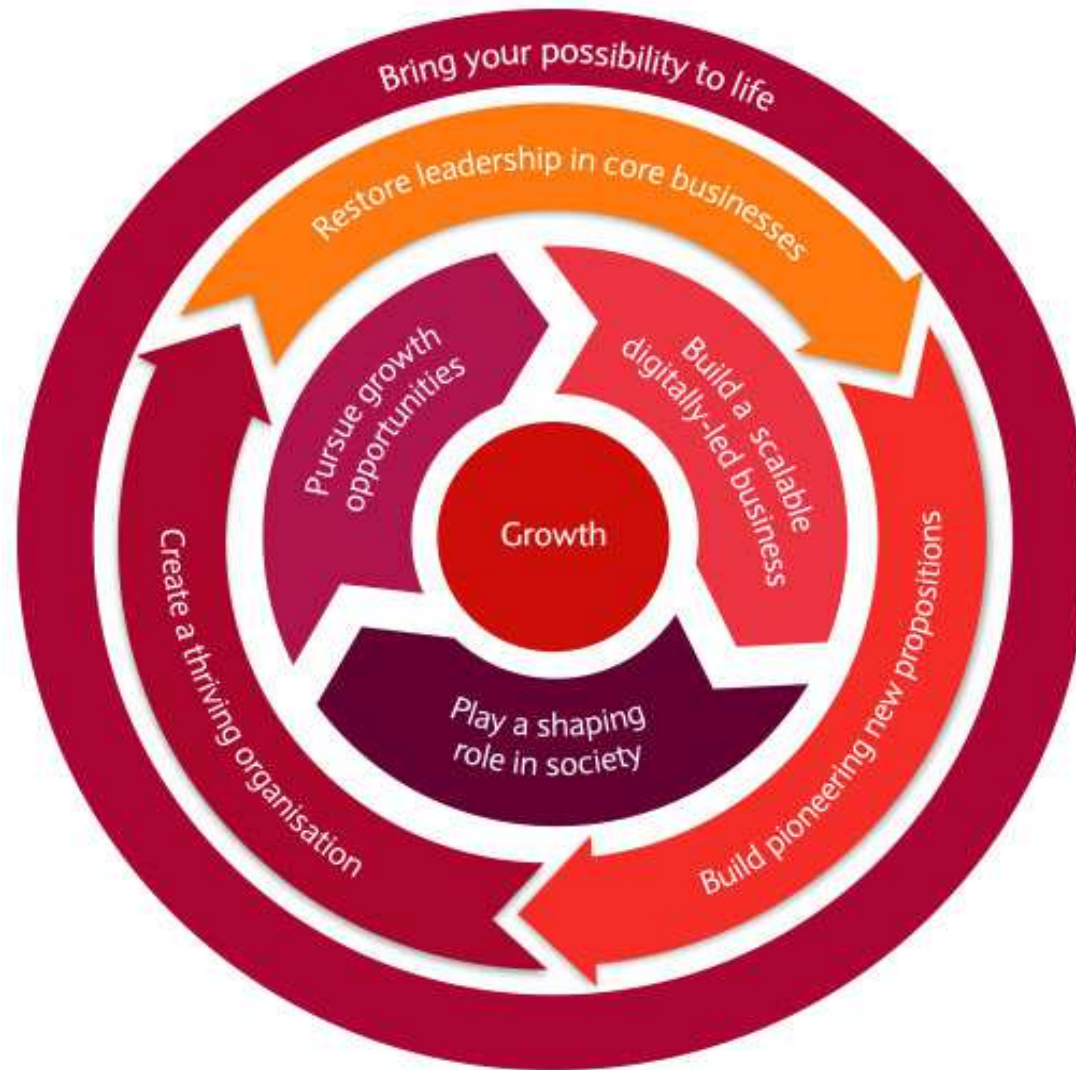 Bring your possibility to life
Restore leadership in core businesses
Pursue growth
opportunities
Build a scalable
digitally-led business
Growth
Create a thriving organisation
Build pioneering new propositions
Play a shaping
role in society